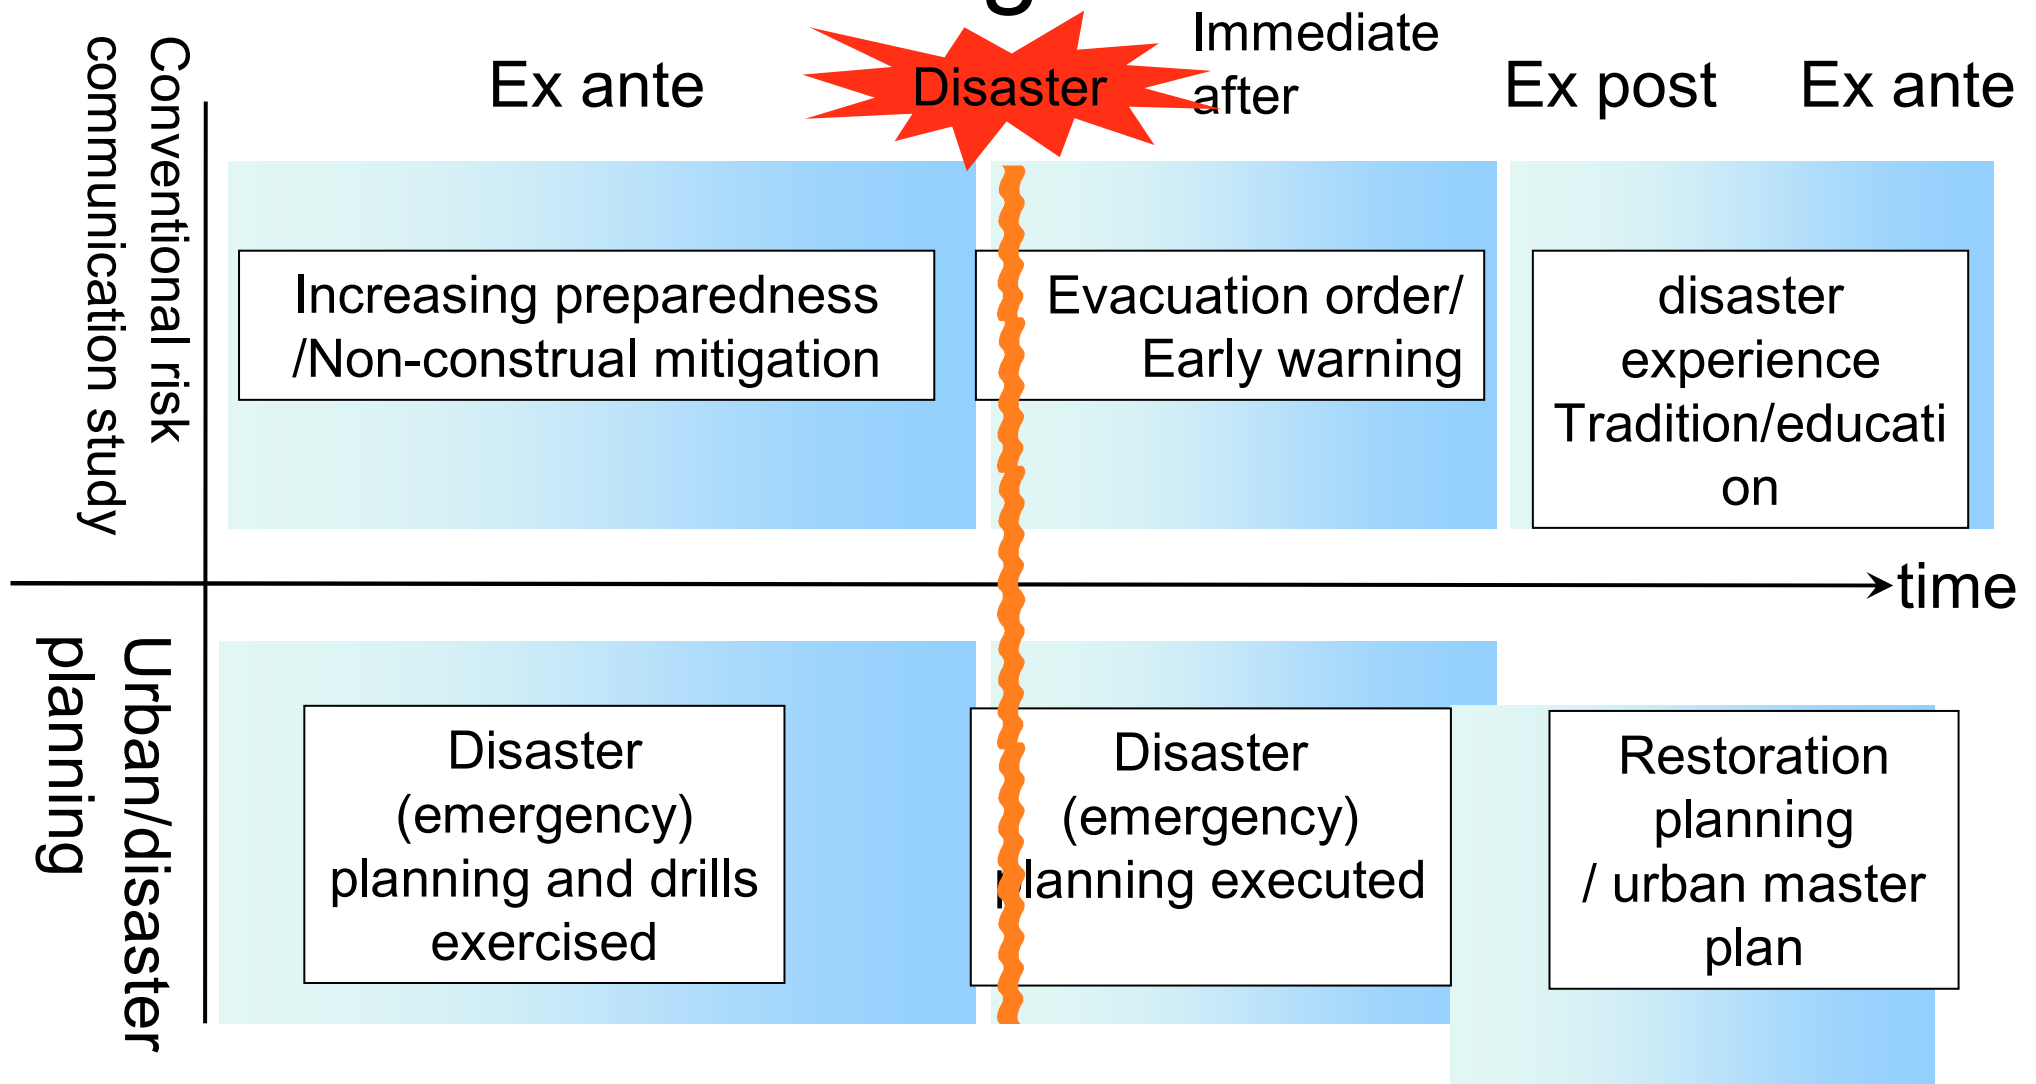 g
Immediate
after
Ex ante
Disaster
Ex post
Ex ante
Conventional risk
communication study
Increasing preparedness
/Non-construal mitigation
Evacuation order/
Early warning
disaster
experience
Tradition/educati
on
time
Urban/disaster
planning
Disaster
(emergency)
planning and drills
exercised
Disaster
(emergency)
planning executed
Restoration
planning
/ urban master
plan